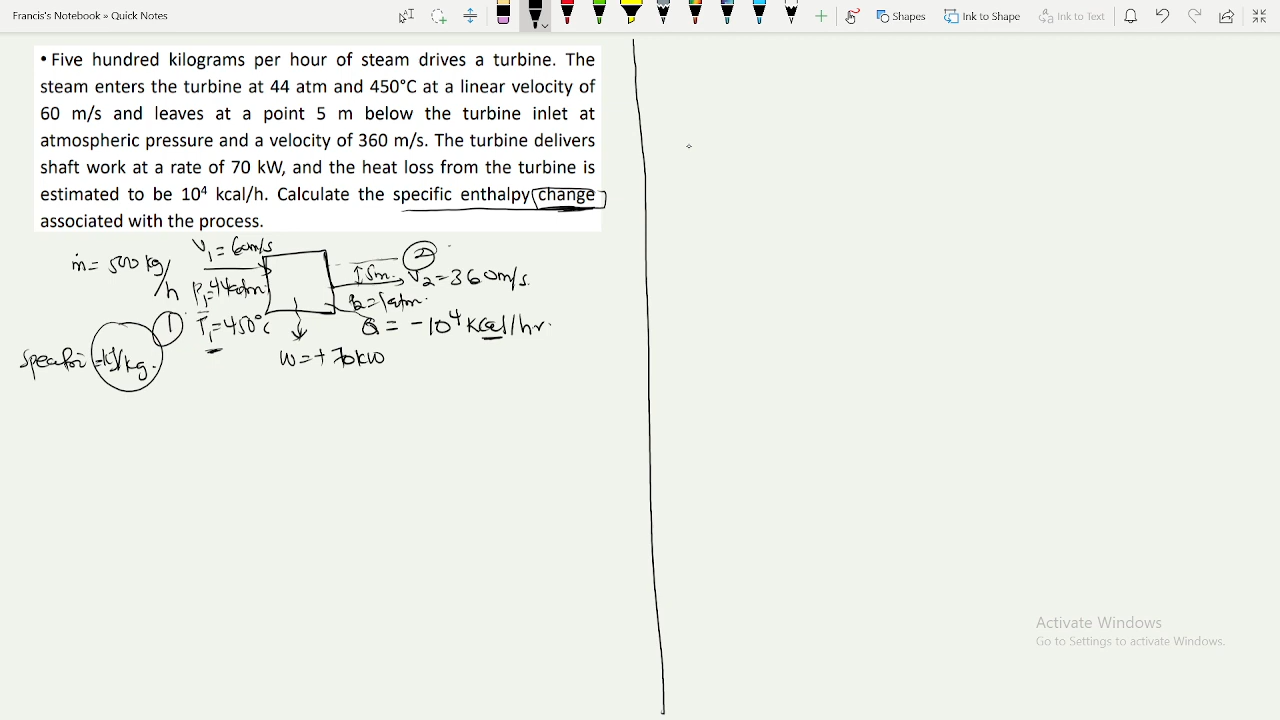 Francis's Notebook » Quick Notes
Shapes
Ink to Shape
Ink to Text
• Five hundred kilograms per hour of steam drives a turbine. The
steam enters the turbine at 44 atm and 450°C at a linear velocity of
60 m/s and leaves at a point 5 m below the turbine inlet at
atmospheric pressure and a velocity of 360 m/s. The turbine delivers
shaft work at a rate of 70 kW, and the heat loss from the turbine is
estimated to be 10⁴ kcal/h. Calculate the specific enthalpy change
associated with the process.
ṁ = 500 kg/h
V₁ = 60m/s
P₁=44atm
① T₁=450°C
②
↕5m
V₂=360m/s
P₂=1atm
Q = -10⁴ kcal/hr
W=+70kW
=kJ/kg
Activate Windows
Go to Settings to activate Windows.